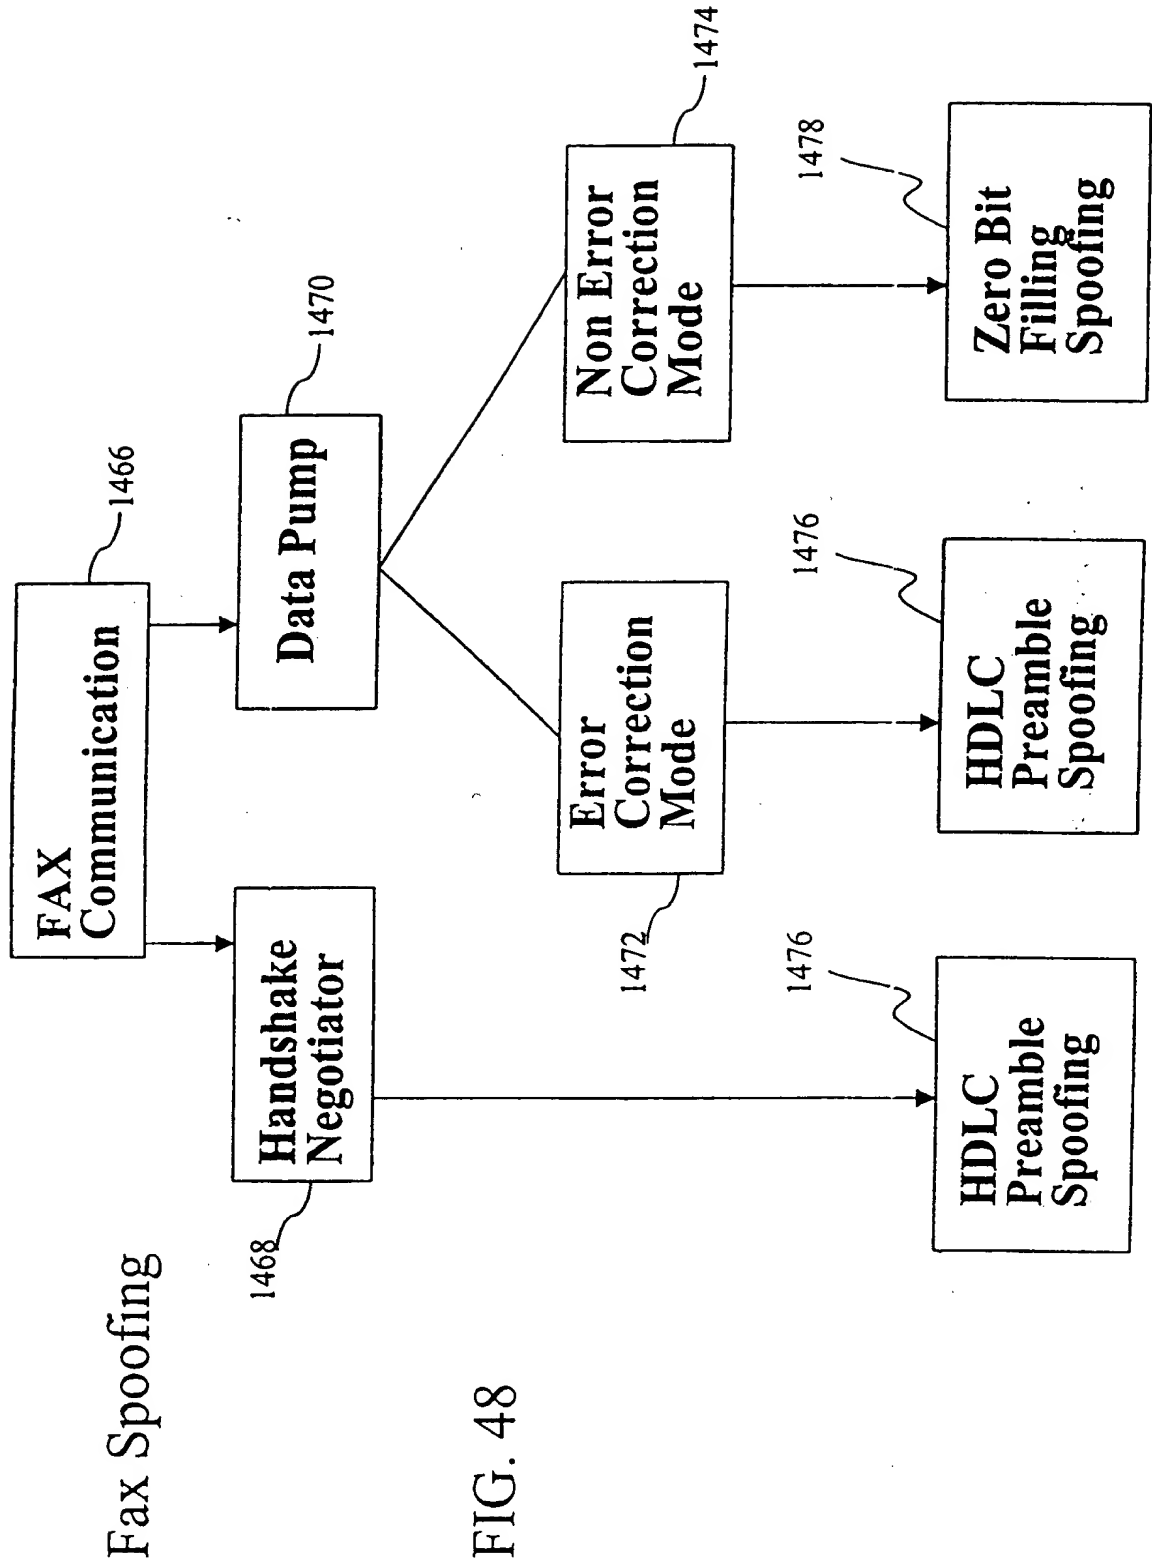 Fax Spoofing
FAX
Communication
1466
Handshake
Negotiator
1468
Data Pump
1470
Error
Correction
Mode
1472
Non Error
Correction
Mode
1474
HDLC
Preamble
Spoofing
1476
HDLC
Preamble
Spoofing
1476
Zero Bit
Filling
Spoofing
1478
FIG. 48